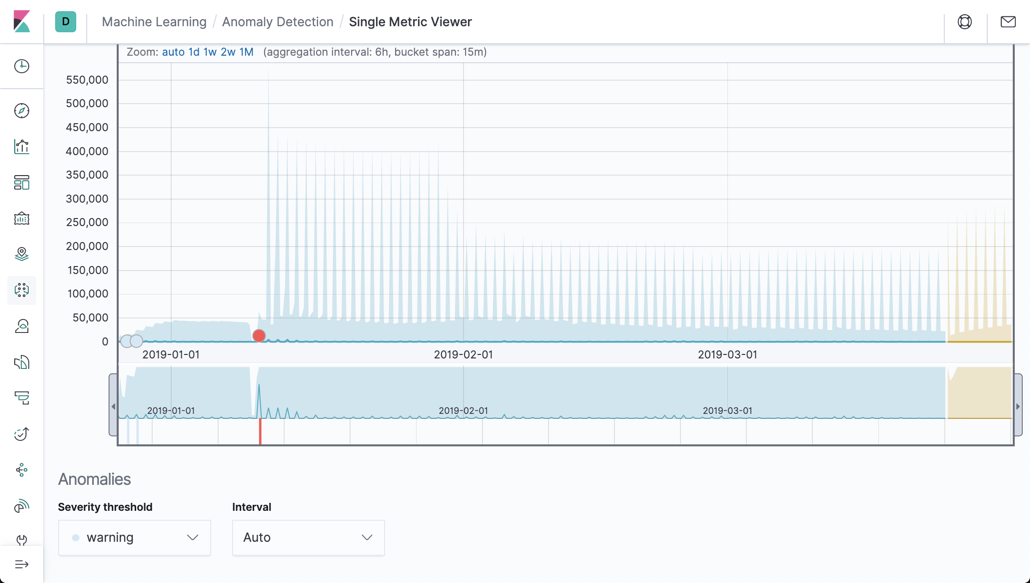 D Machine Learning / Anomaly Detection / Single Metric Viewer
Zoom: auto 1d 1w 2w 1M (aggregation interval: 6h, bucket span: 15m)
550,000
500,000
450,000
400,000
350,000
300,000
250,000
200,000
150,000
100,000
50,000
0
2019-01-01 2019-02-01 2019-03-01
2019-01-01 2019-02-01 2019-03-01
Anomalies
Severity threshold Interval
warning Auto